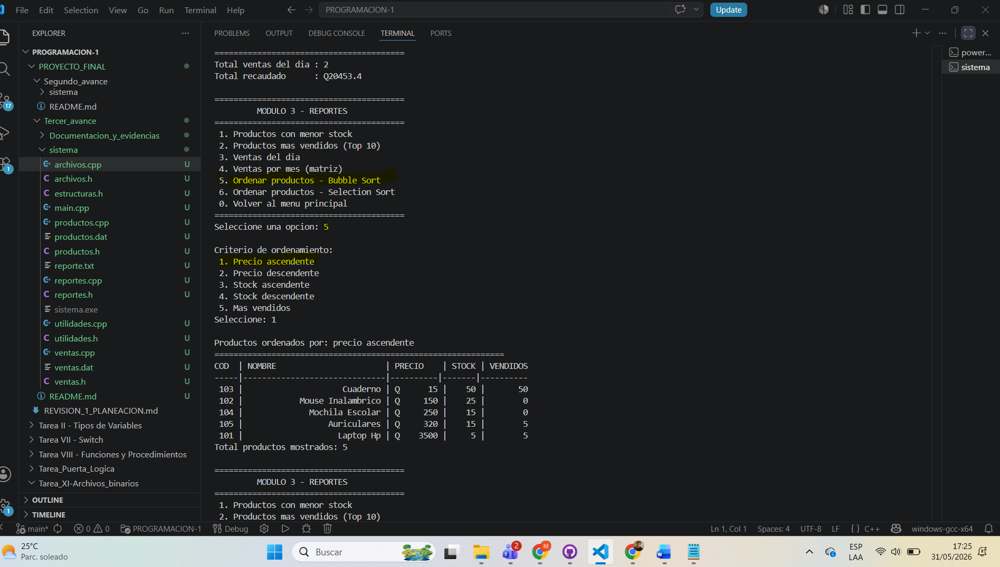 File Edit Selection View Go Run Terminal Help
PROGRAMACION-1
Update
EXPLORER
PROGRAMACION-1
PROYECTO_FINAL
Segundo_avance
sistema
README.md
Tercer_avance
Documentacion_y_evidencias
sistema
archivos.cpp U
archivos.h U
estructuras.h U
main.cpp U
productos.cpp U
productos.dat U
productos.h U
reporte.txt U
reportes.cpp U
reportes.h U
sistema.exe
utilidades.cpp U
utilidades.h U
ventas.cpp U
ventas.dat U
ventas.h U
README.md U
REVISION_1_PLANEACION.md
Tarea II - Tipos de Variables
Tarea VII - Switch
Tarea VIII - Funciones y Procedimientos
Tarea_Puerta_Logica
Tarea_XI-Archivos_binarios
OUTLINE
TIMELINE
17
1
1
PROBLEMS OUTPUT DEBUG CONSOLE TERMINAL PORTS
power...
sistema
========================================
Total ventas del dia : 2
Total recaudado      : Q20453.4
========================================
MODULO 3 - REPORTES
========================================
1. Productos con menor stock
2. Productos mas vendidos (Top 10)
3. Ventas del dia
4. Ventas por mes (matriz)
5. Ordenar productos - Bubble Sort
6. Ordenar productos - Selection Sort
0. Volver al menu principal
========================================
Seleccione una opcion: 5
Criterio de ordenamiento:
1. Precio ascendente
2. Precio descendente
3. Stock ascendente
4. Stock descendente
5. Mas vendidos
Seleccione: 1
Productos ordenados por: precio ascendente
=============================================================
COD  | NOMBRE                       | PRECIO    | STOCK | VENDIDOS
-----|------------------------------|----------|-------|----------
103 | Cuaderno | Q 15 | 50 | 50
102 | Mouse Inalambrico | Q 150 | 25 | 0
104 | Mochila Escolar | Q 250 | 15 | 0
105 | Auriculares | Q 320 | 15 | 5
101 | Laptop Hp | Q 3500 | 5 | 5
Total productos mostrados: 5
========================================
MODULO 3 - REPORTES
========================================
1. Productos con menor stock
2. Productos mas vendidos (Top 10)
main* 0 0 PROGRAMACION-1 Debug
Ln 1, Col 1 Spaces: 4 UTF-8 LF {} C++ windows-gcc-x64
25°C
Parc. soleado
Buscar
2
M
ESP
LAA
17:25
31/05/2026